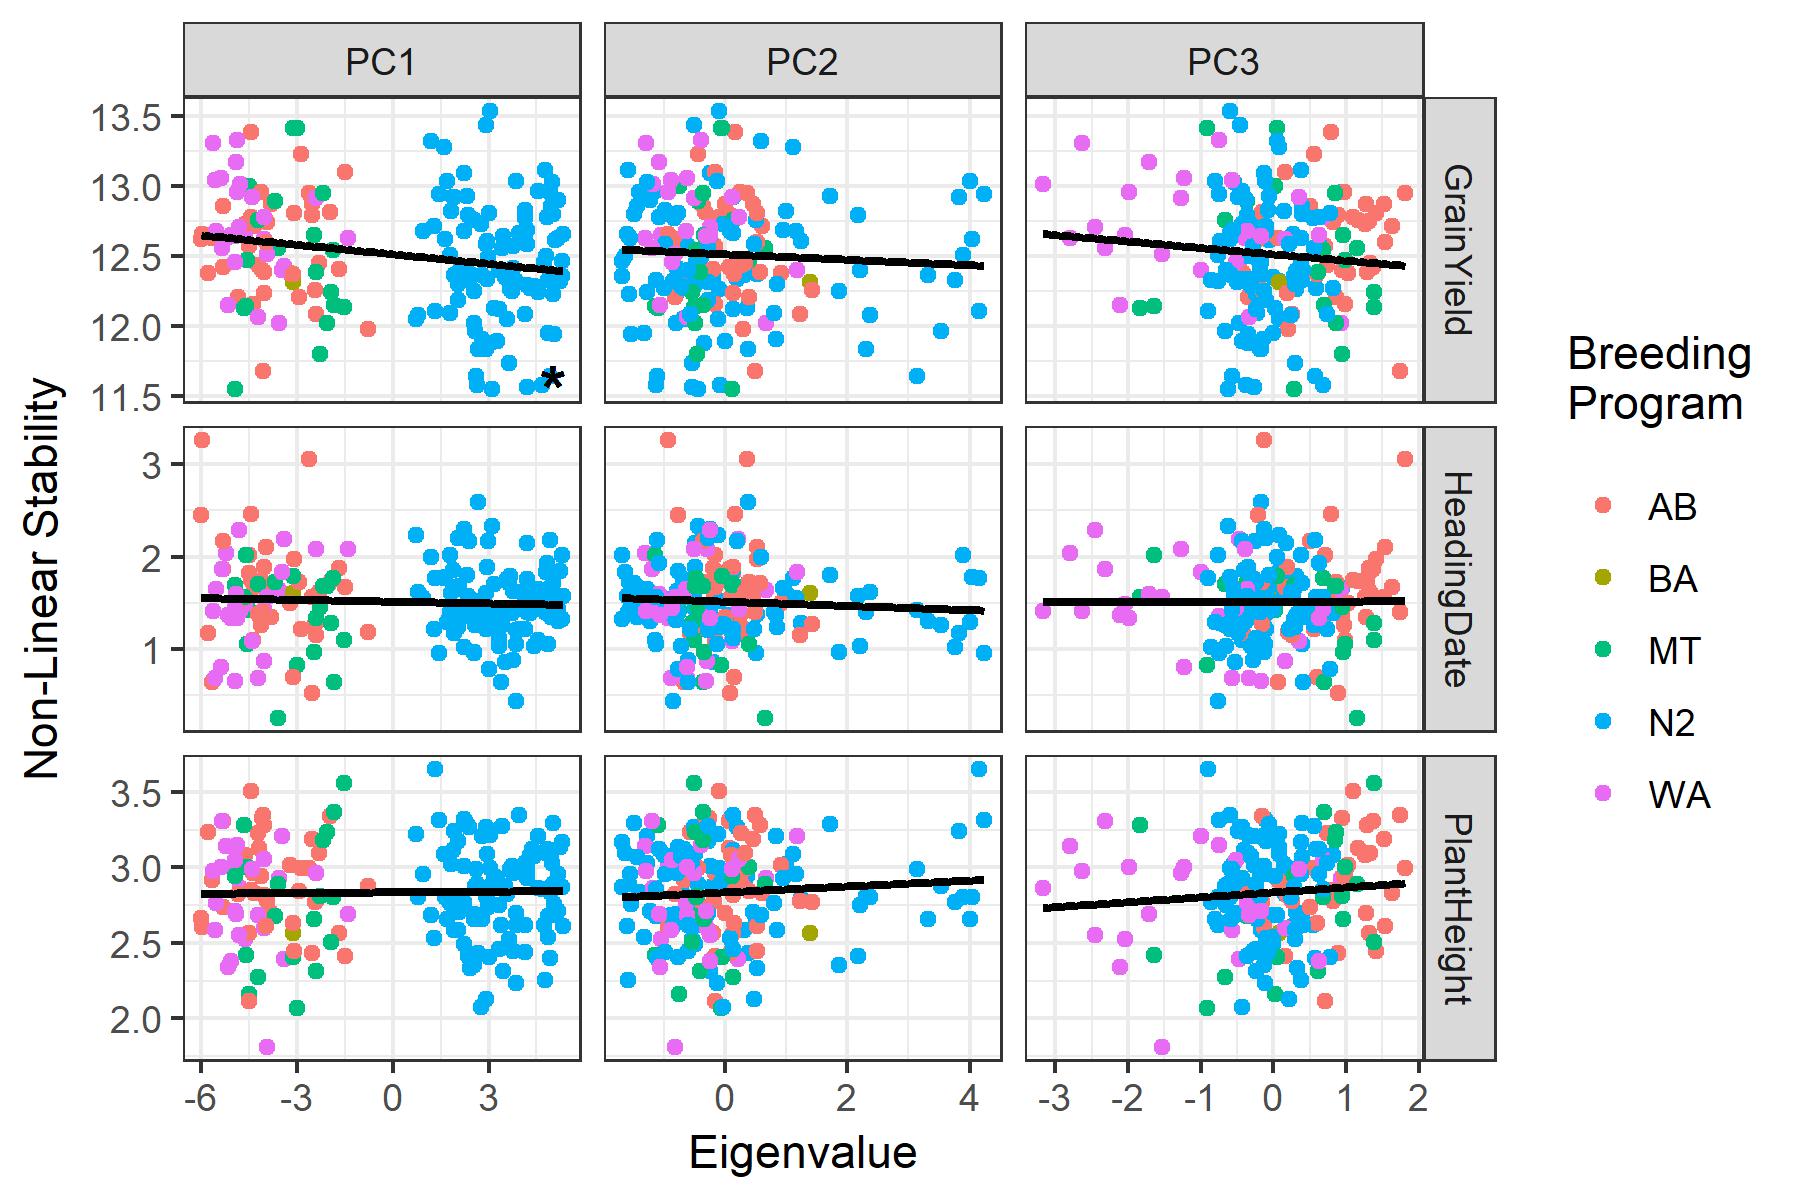 PC1 PC2 PC3
13.5
13.0
12.5
12.0
11.5
GrainYield
*
3
2
1
HeadingDate
3.5
3.0
2.5
2.0
PlantHeight
-6 -3 0 3
0 2 4
-3 -2 -1 0 1 2
Eigenvalue
Non-Linear Stability
Breeding
Program
AB
BA
MT
N2
WA